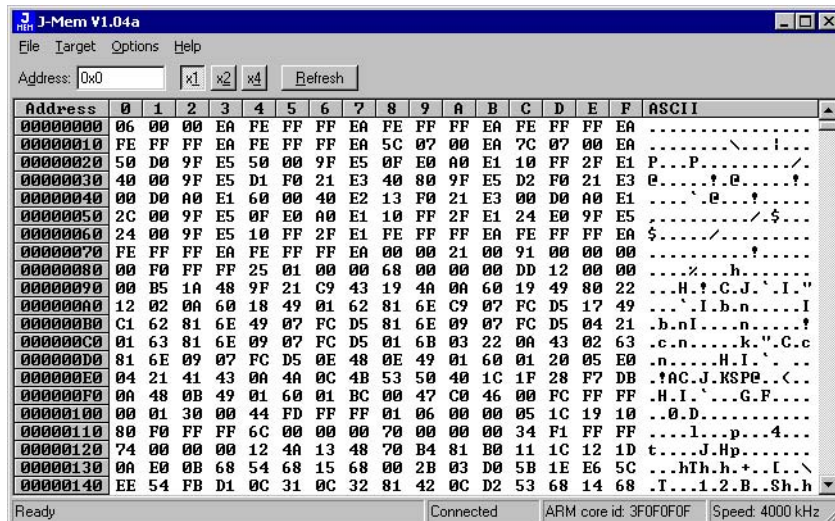 J-Mem V1.04a
File Target Options Help
Address: 0x0 x1 x2 x4 Refresh
Address 0 1 2 3 4 5 6 7 8 9 A B C D E F ASCII
00000000 06 00 00 EA FE FF FF EA FE FF FF EA FE FF FF EA ................
00000010 FE FF FF EA FE FF FF EA 5C 07 00 EA 7C 07 00 EA ........\...|...
00000020 50 D0 9F E5 50 00 9F E5 0F E0 A0 E1 10 FF 2F E1 P...P........./.
00000030 40 00 9F E5 D1 F0 21 E3 40 80 9F E5 D2 F0 21 E3 @.....!.@.....!.
00000040 00 D0 A0 E1 60 00 40 E2 13 F0 21 E3 00 D0 A0 E1 ....`.@...!.....
00000050 2C 00 9F E5 0F E0 A0 E1 10 FF 2F E1 24 E0 9F E5 ,........./.$...
00000060 24 00 9F E5 10 FF 2F E1 FE FF FF EA FE FF FF EA $...../.........
00000070 FE FF FF EA FE FF FF EA 00 00 21 00 91 00 00 00 ..........!.....
00000080 00 F0 FF FF 25 01 00 00 68 00 00 00 DD 12 00 00 ....%...h.......
00000090 00 B5 1A 48 9F 21 C9 43 19 4A 0A 60 19 49 80 22 ...H.!.C.J.`.I."
000000A0 12 02 0A 60 18 49 01 62 81 6E C9 07 FC D5 17 49 ...`.I.b.n.....I
000000B0 C1 62 81 6E 49 07 FC D5 81 6E 09 07 FC D5 04 21 .b.nI....n.....!
000000C0 01 63 81 6E 09 07 FC D5 01 6B 03 22 0A 43 02 63 .c.n.....k.".C.c
000000D0 81 6E 09 07 FC D5 0E 48 0E 49 01 60 01 20 05 E0 .n.....H.I.`. ..
000000E0 04 21 41 43 0A 4A 0C 4B 53 50 40 1C 1F 28 F7 DB .!AC.J.KSP@..(..
000000F0 0A 48 0B 49 01 60 01 BC 00 47 C0 46 00 FC FF FF .H.I.`...G.F....
00000100 00 01 30 00 44 FD FF FF 01 06 00 00 05 1C 19 10 ..0.D...........
00000110 80 F0 FF FF 6C 00 00 00 70 00 00 00 34 F1 FF FF ....l...p...4...
00000120 74 00 00 00 12 4A 13 48 70 B4 81 B0 11 1C 12 1D t....J.Hp.......
00000130 0A E0 0B 68 54 68 15 68 00 2B 03 D0 5B 1E E6 5C ...hTh.h.+..[..\
00000140 EE 54 FB D1 0C 31 0C 32 81 42 0C D2 53 68 14 68 .T...1.2.B..Sh.h
Ready Connected ARM core id: 3F0F0F0F Speed: 4000 kHz